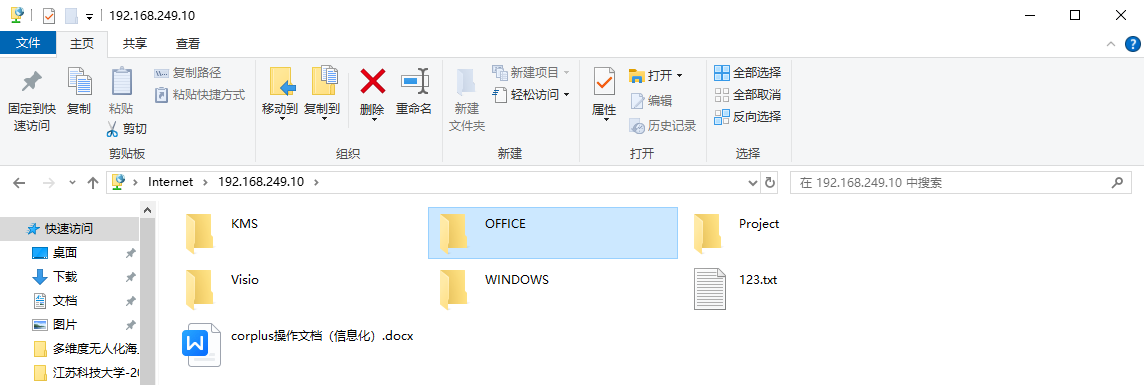 192.168.249.10
文件 主页 共享 查看
固定到快速访问
复制
粘贴
复制路径
粘贴快捷方式
剪切
剪贴板
移动到
复制到
删除
重命名
组织
新建
文件夹
新建项目
轻松访问
新建
属性
打开
编辑
历史记录
打开
全部选择
全部取消
反向选择
选择
Internet > 192.168.249.10 >
在 192.168.249.10 中搜索
快速访问
桌面
下载
文档
图片
多维度无人化海
江苏科技大学-20
KMS
OFFICE
Project
Visio
WINDOWS
123.txt
corplus操作文档（信息化）.docx